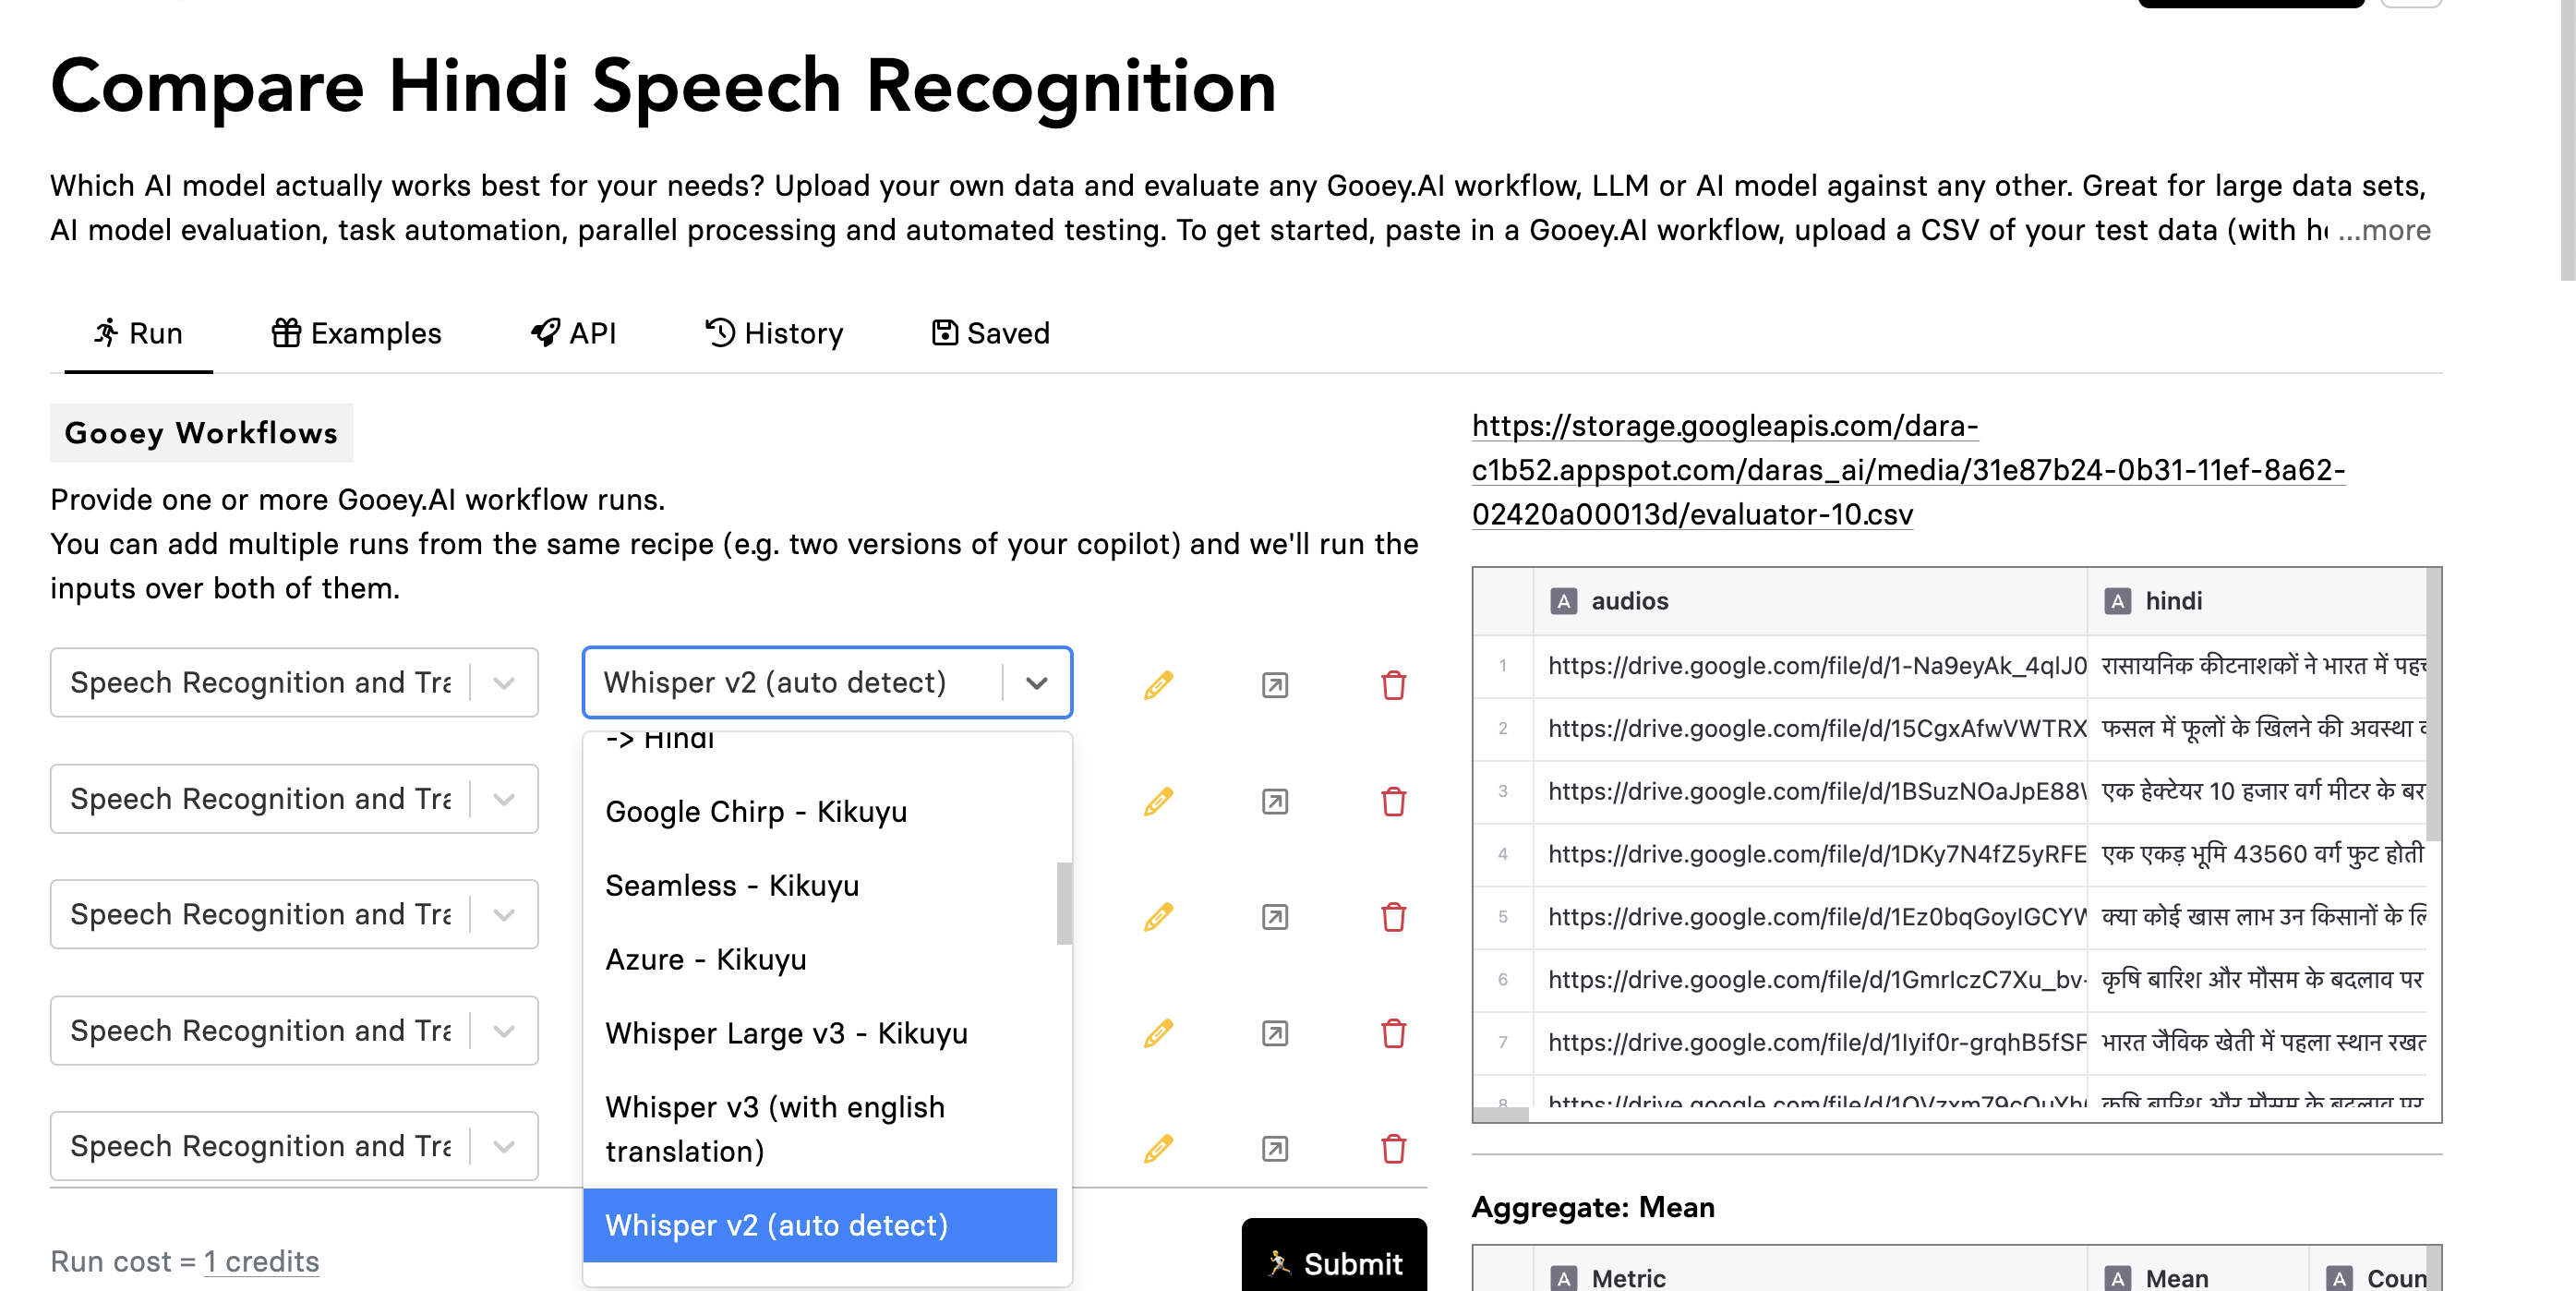 Compare Hindi Speech Recognition
Which AI model actually works best for your needs? Upload your own data and evaluate any Gooey.AI workflow, LLM or AI model against any other. Great for large data sets,
AI model evaluation, task automation, parallel processing and automated testing. To get started, paste in a Gooey.AI workflow, upload a CSV of your test data (with ...more
Run Examples API History Saved
Gooey Workflows
Provide one or more Gooey.AI workflow runs.
You can add multiple runs from the same recipe (e.g. two versions of your copilot) and we'll run the
inputs over both of them.
Speech Recognition and Whisper v2 (auto detect)
Speech Recognition and
Speech Recognition and
Speech Recognition and
Speech Recognition and
-> Hindi
Google Chirp - Kikuyu
Seamless - Kikuyu
Azure - Kikuyu
Whisper Large v3 - Kikuyu
Whisper v3 (with english
translation)
Whisper v2 (auto detect)
Run cost = 1 credits
Submit
https://storage.googleapis.com/dara-
c1b52.appspot.com/daras_ai/media/31e87b24-0b31-11ef-8a62-
02420a00013d/evaluator-10.csv
A audios A hindi
1 https://drive.google.com/file/d/1-Na9eyAk_4qlJ0 रासायनिक कीटनाशकों ने भारत में
2 https://drive.google.com/file/d/15CgxAfwVWTRX फसल में फूलों के खिलने की अवस्था
3 https://drive.google.com/file/d/1BSuzNOaJpE88 एक हेक्टेयर 10 हजार वर्ग मीटर के
4 https://drive.google.com/file/d/1DKy7N4fZ5yRFE एक एकड़ भूमि 43560 वर्ग फुट होती
5 https://drive.google.com/file/d/1Ez0bqGoyIGCY क्या कोई खास लाभ उन किसानों के
6 https://drive.google.com/file/d/1GmrIczC7Xu_bv- कृषि बारिश और मौसम के बदलाव पर
7 https://drive.google.com/file/d/1Iyif0r-grqhB5fSF भारत जैविक खेती में पहला स्थान
8 कृषि बारिश और मौसम के बदलाव पर
Aggregate: Mean
A Metric A Mean A Coun